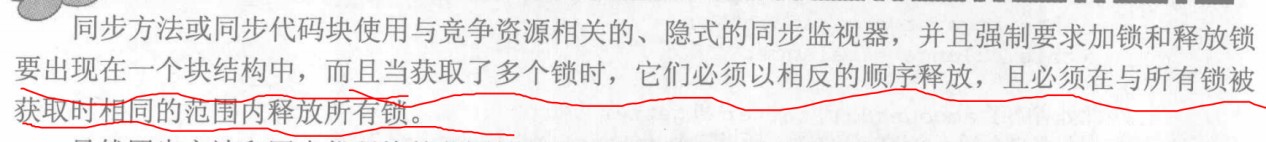 同步方法或同步代码块使用与竞争资源相关的、隐式的同步监视器，并且强制要求加锁和释放锁
要出现在一个块结构中，而且当获取了多个锁时，它们必须以相反的顺序释放，且必须在与所有锁被
获取时相同的范围内释放所有锁。